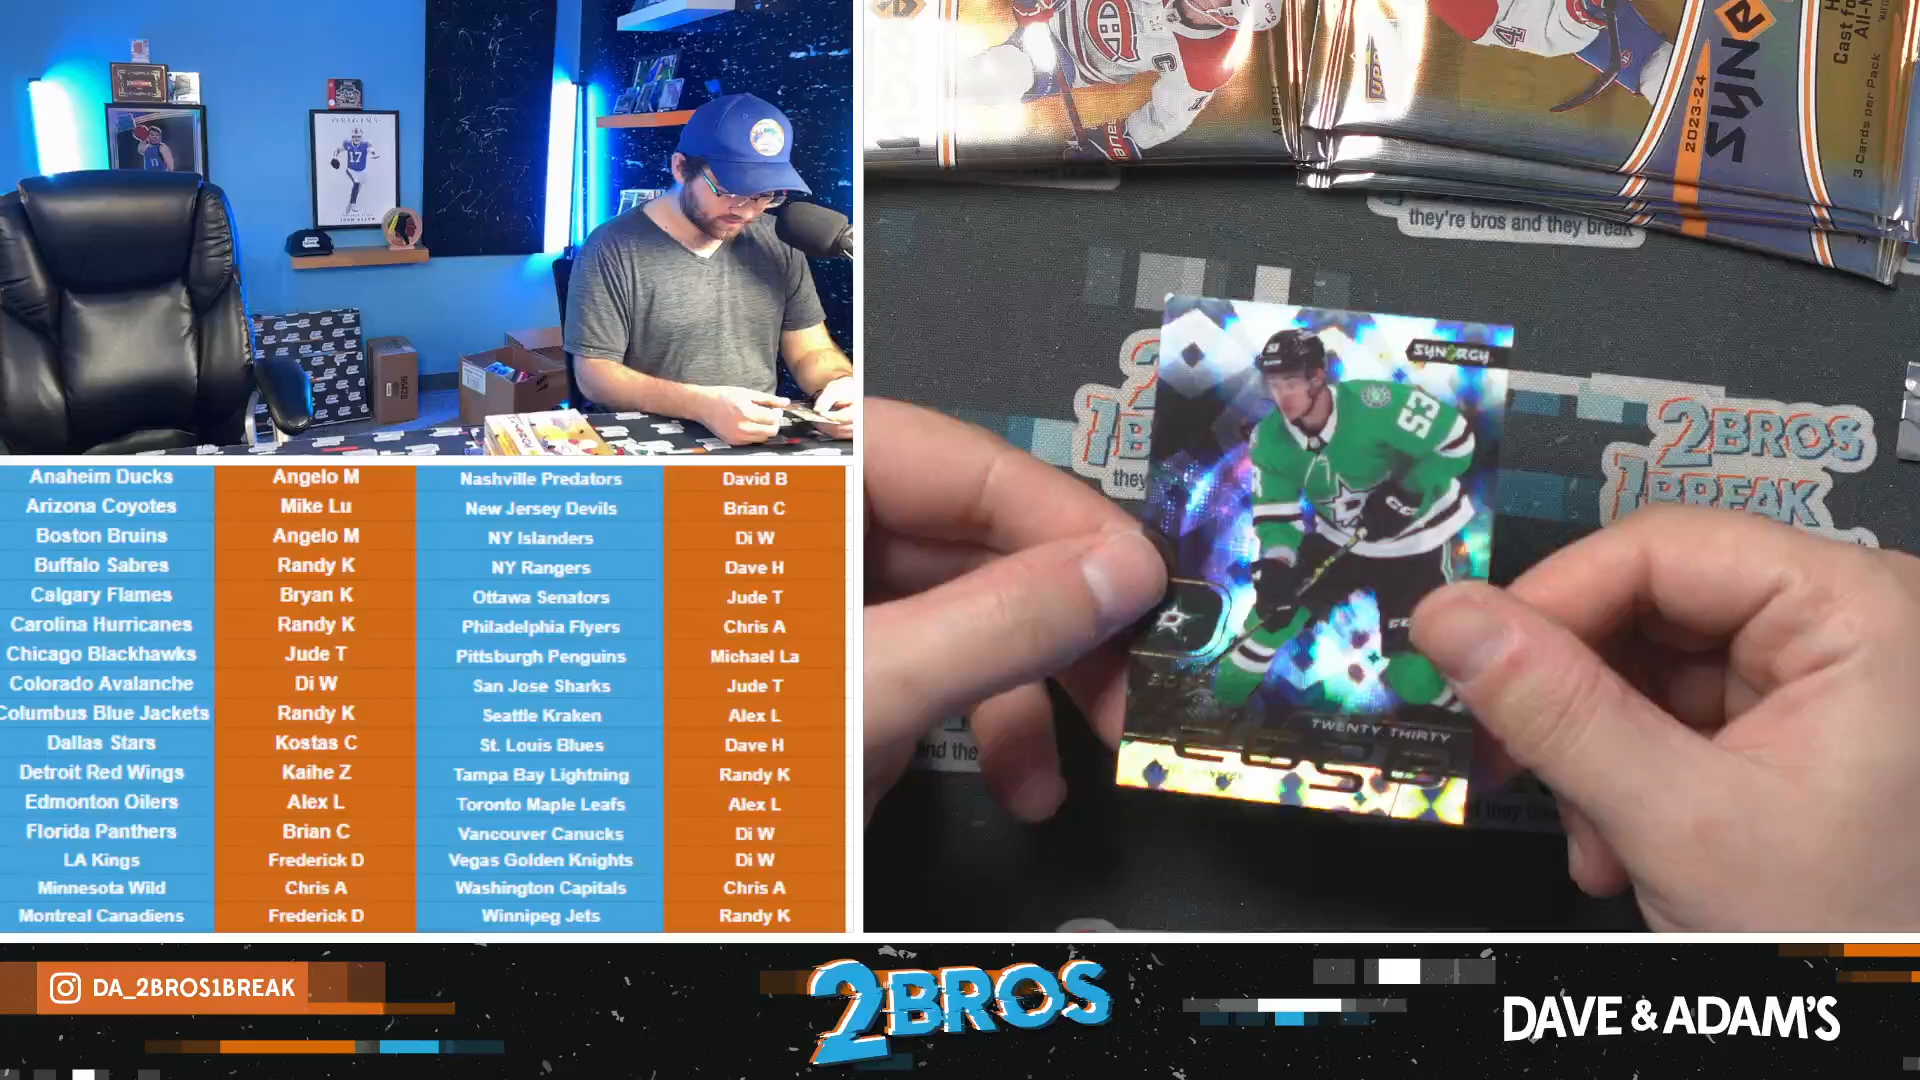 ORIGINS
17
Anaheim Ducks Angelo M Nashville Predators David B
Arizona Coyotes Mike Lu New Jersey Devils Brian C
Boston Bruins Angelo M NY Islanders Di W
Buffalo Sabres Randy K NY Rangers Dave H
Calgary Flames Bryan K Ottawa Senators Jude T
Carolina Hurricanes Randy K Philadelphia Flyers Chris A
Chicago Blackhawks Jude T Pittsburgh Penguins Michael La
Colorado Avalanche Di W San Jose Sharks Jude T
Columbus Blue Jackets Randy K Seattle Kraken Alex L
Dallas Stars Kostas C St. Louis Blues Dave H
Detroit Red Wings Kaihe Z Tampa Bay Lightning Randy K
Edmonton Oilers Alex L Toronto Maple Leafs Alex L
Florida Panthers Brian C Vancouver Canucks Di W
LA Kings Frederick D Vegas Golden Knights Di W
Minnesota Wild Chris A Washington Capitals Chris A
Montreal Canadiens Frederick D Winnipeg Jets Randy K
2023-24
3 Cards per Pack
they're bros and they break
SYNERGY
53
TWENTY THIRTY
they
and the
2BROS
1BREAK
DA_2BROS1BREAK
2BROS
DAVE & ADAM'S